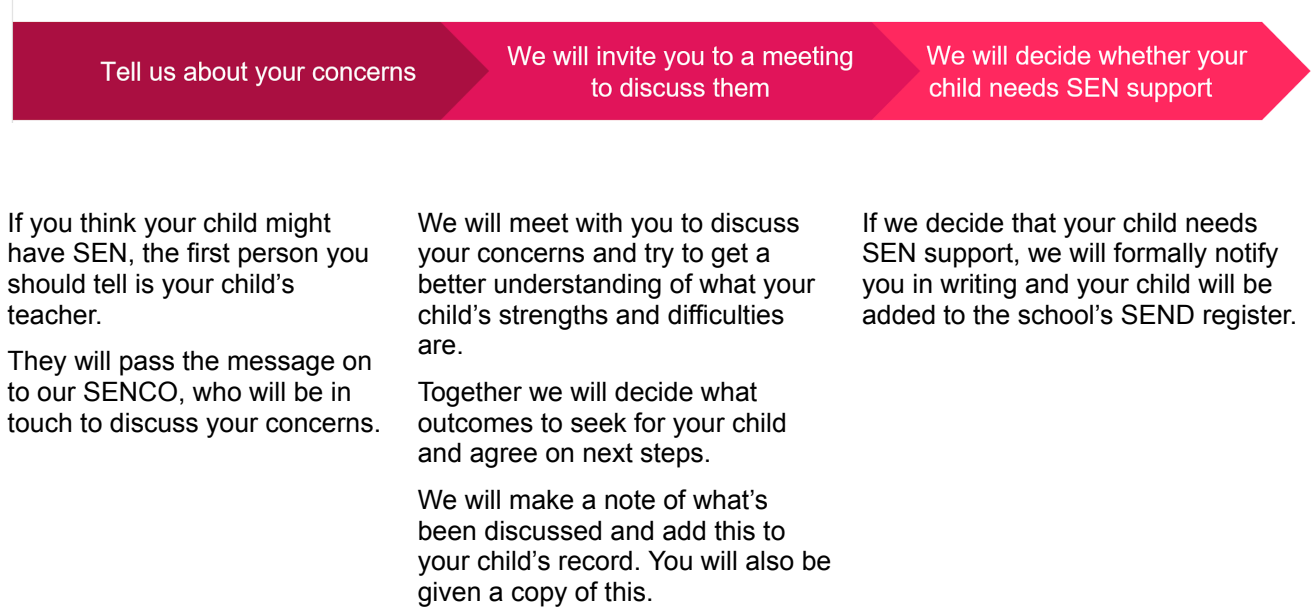 Tell us about your concerns
We will invite you to a meeting
to discuss them
We will decide whether your
child needs SEN support
If you think your child might
have SEN, the first person you
should tell is your child’s
teacher.
They will pass the message on
to our SENCO, who will be in
touch to discuss your concerns.
We will meet with you to discuss
your concerns and try to get a
better understanding of what your
child’s strengths and difficulties
are.
Together we will decide what
outcomes to seek for your child
and agree on next steps.
We will make a note of what’s
been discussed and add this to
your child’s record. You will also be
given a copy of this.
If we decide that your child needs
SEN support, we will formally notify
you in writing and your child will be
added to the school’s SEND register.